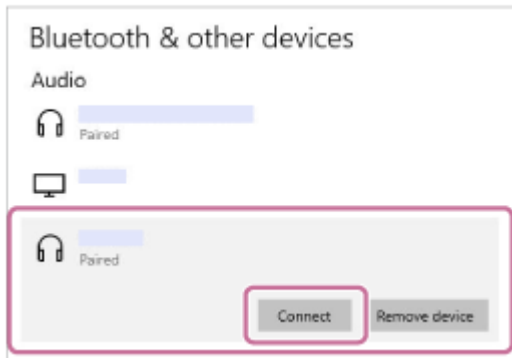 Bluetooth & other devices
Audio
Paired
Paired
Connect Remove device